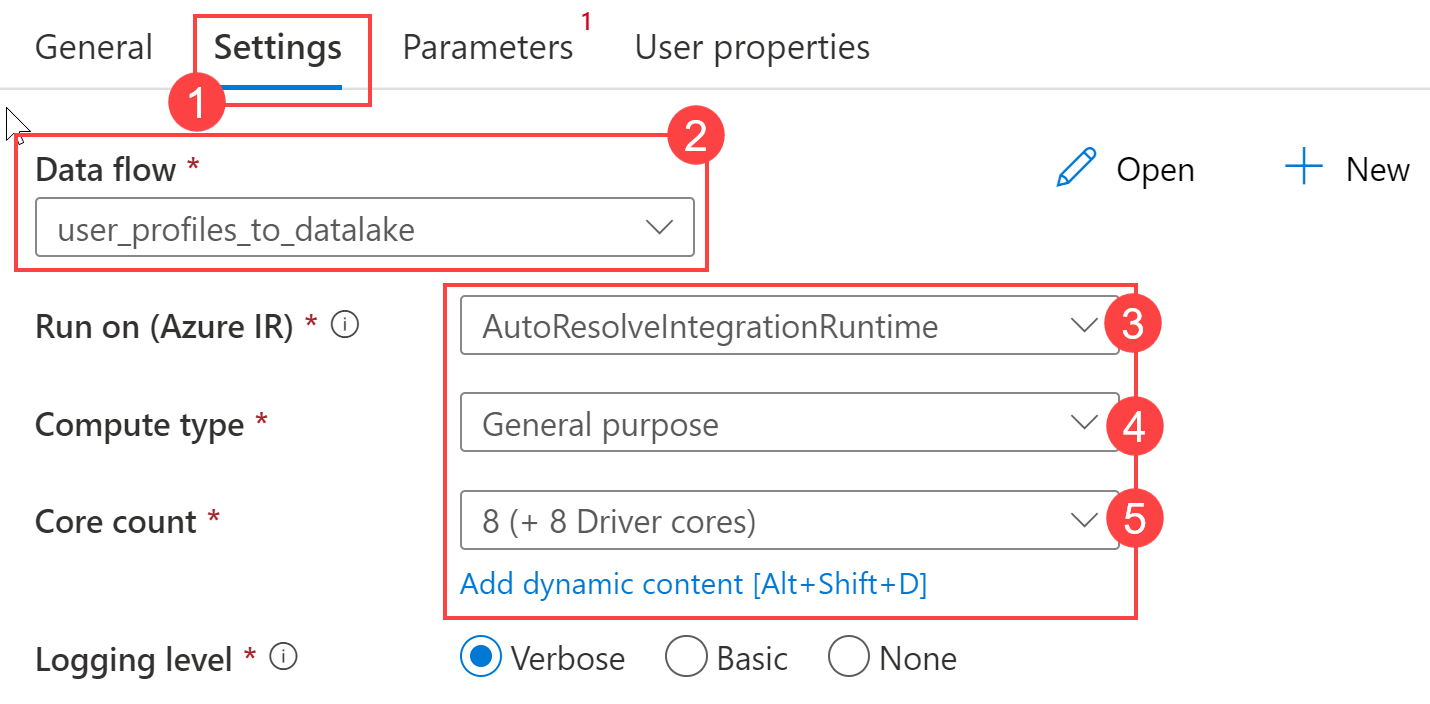 General Settings Parameters 1 User properties
1
2
Data flow * Open New
user_profiles_to_datalake
Run on (Azure IR) * AutoResolveIntegrationRuntime 3
Compute type * General purpose 4
Core count * 8 (+ 8 Driver cores) 5
Add dynamic content [Alt+Shift+D]
Logging level * Verbose Basic None